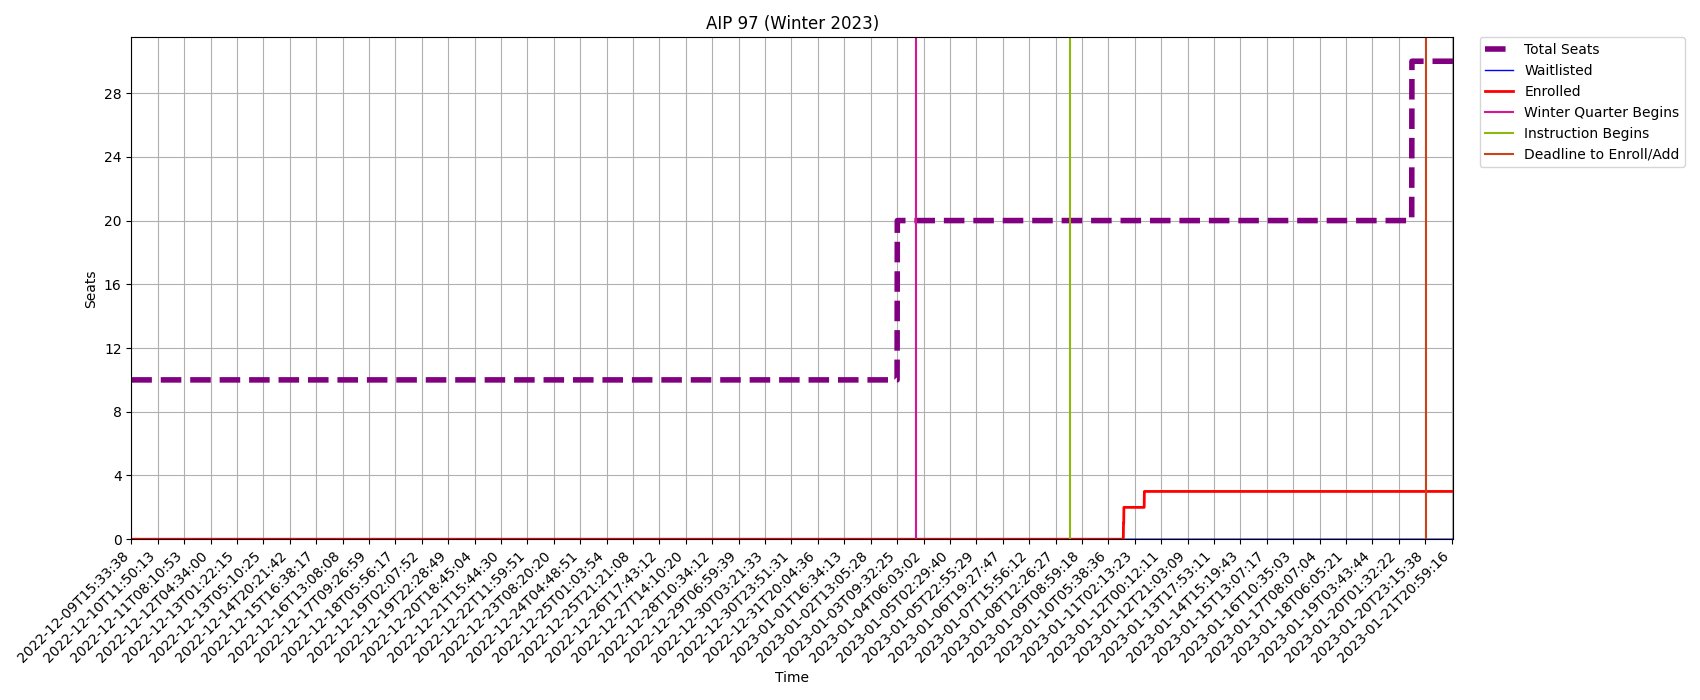 AIP 97 (Winter 2023)
Total Seats
Waitlisted
Enrolled
Winter Quarter Begins
Instruction Begins
Deadline to Enroll/Add
Seats
28
24
20
16
12
8
4
0
2022-12-09T15:33:38
2022-12-10T11:50:13
2022-12-11T08:10:53
2022-12-12T04:34:00
2022-12-13T01:22:15
2022-12-13T05:10:25
2022-12-14T20:21:42
2022-12-15T16:38:17
2022-12-16T13:08:08
2022-12-17T09:26:59
2022-12-18T05:56:17
2022-12-19T02:07:52
2022-12-19T22:28:49
2022-12-20T18:45:04
2022-12-21T15:44:30
2022-12-22T11:59:51
2022-12-23T08:20:20
2022-12-24T04:48:51
2022-12-25T01:03:54
2022-12-25T21:21:08
2022-12-26T17:43:12
2022-12-27T14:10:20
2022-12-28T10:34:12
2022-12-29T06:59:39
2022-12-30T03:21:33
2022-12-30T23:51:31
2022-12-31T20:04:36
2023-01-01T16:34:13
2023-01-02T13:05:28
2023-01-03T09:32:25
2023-01-04T06:03:02
2023-01-05T02:29:40
2023-01-05T22:55:29
2023-01-06T19:27:47
2023-01-07T15:56:12
2023-01-08T12:26:27
2023-01-09T08:59:18
2023-01-10T05:38:36
2023-01-11T02:13:23
2023-01-12T00:12:11
2023-01-12T21:03:09
2023-01-13T17:53:11
2023-01-14T15:19:43
2023-01-15T13:07:17
2023-01-16T10:35:03
2023-01-17T08:07:04
2023-01-18T06:05:21
2023-01-19T03:43:44
2023-01-20T01:32:22
2023-01-20T23:15:38
2023-01-21T20:59:16
Time